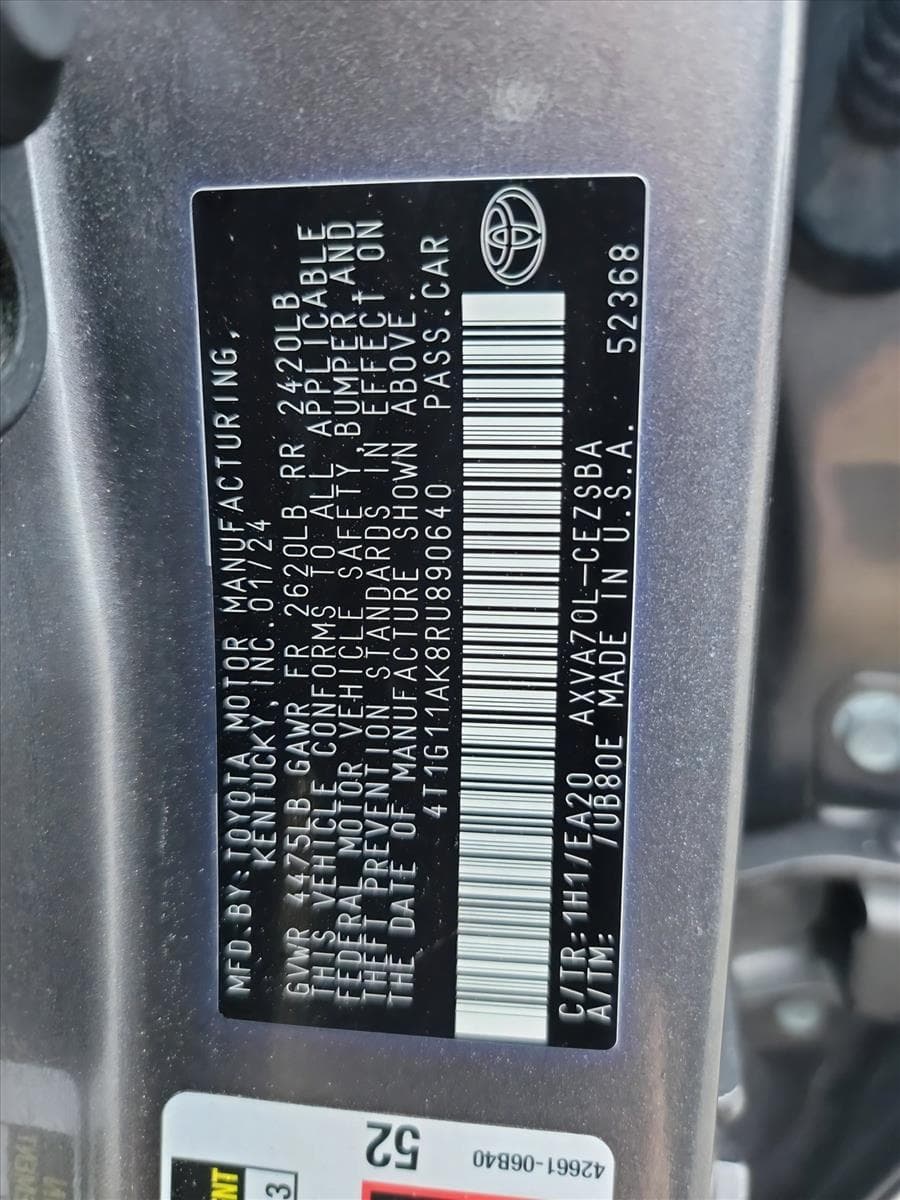 MFD.BY:TOYOTA MOTOR MANUFACTURING,
KENTUCKY, INC. 01/24
GVWR 4475LB GAWR FR 2620LB RR 2420LB
THIS VEHICLE CONFORMS TO ALL APPLICABLE
FEDERAL MOTOR VEHICLE SAFETY, BUMPER, AND
THEFT PREVENTION STANDARDS IN EFFECT ON
THE DATE OF MANUFACTURE SHOWN ABOVE.
4T1G11AK8RU890640 PASS.CAR
C/TR:1H1/EA20 AXVA70L-CEZSBA
A/TM: /UB80E MADE IN U.S.A. 52368
52
42661-06B40